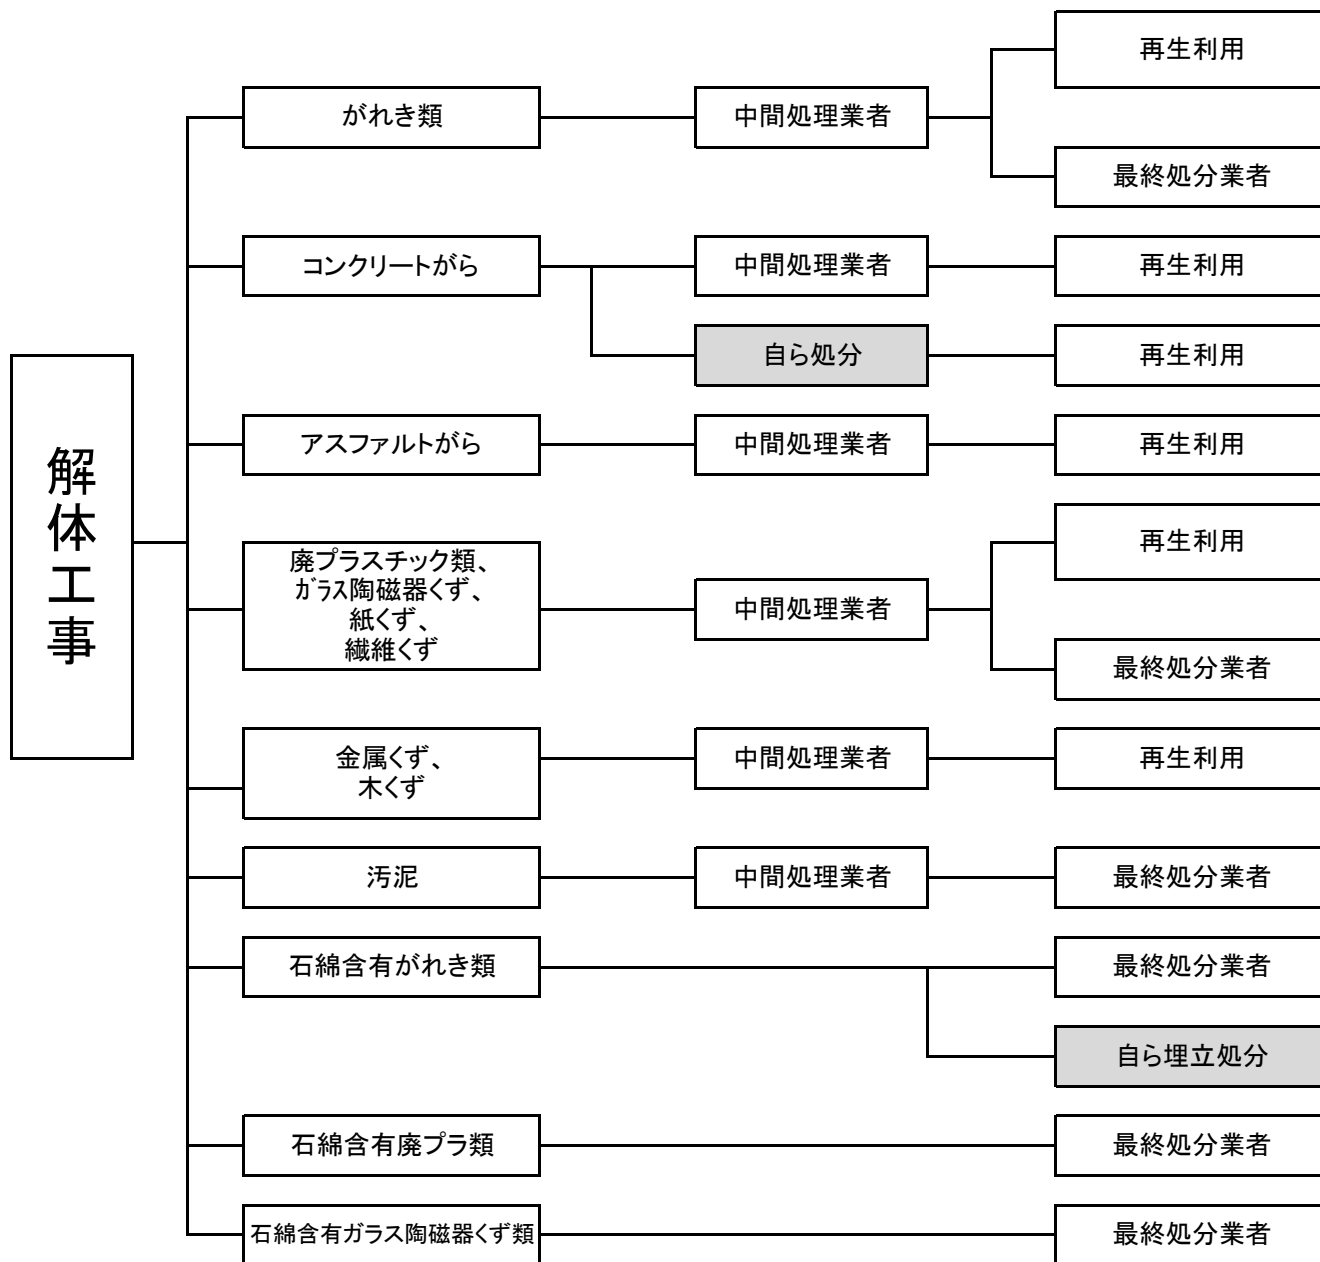 解体工事
がれき類
中間処理業者
再生利用
最終処分業者
コンクリートがら
中間処理業者
再生利用
自ら処分
再生利用
アスファルトがら
中間処理業者
再生利用
廃プラスチック類、
ｶﾞﾗｽ陶磁器くず、
紙くず、
繊維くず
中間処理業者
再生利用
最終処分業者
金属くず、
木くず
中間処理業者
再生利用
汚泥
中間処理業者
最終処分業者
石綿含有がれき類
最終処分業者
自ら埋立処分
石綿含有廃プラ類
最終処分業者
石綿含有ガラス陶磁器くず類
最終処分業者